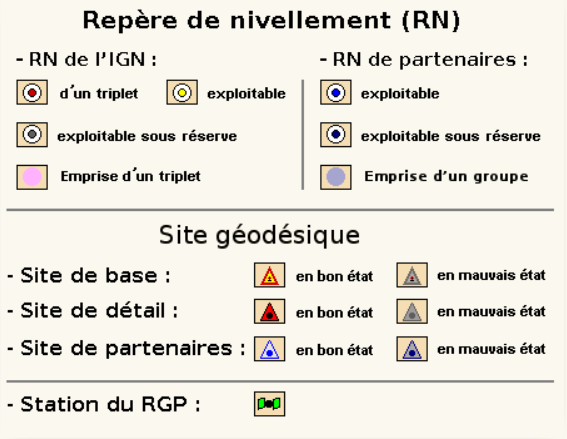 Repère de nivellement (RN)
- RN de l'IGN :
- RN de partenaires :
d'un triplet
exploitable
exploitable
exploitable sous réserve
exploitable sous réserve
Emprise d'un triplet
Emprise d'un groupe
Site géodésique
- Site de base :
en bon état
en mauvais état
- Site de détail :
en bon état
en mauvais état
- Site de partenaires :
en bon état
en mauvais état
- Station du RGP :